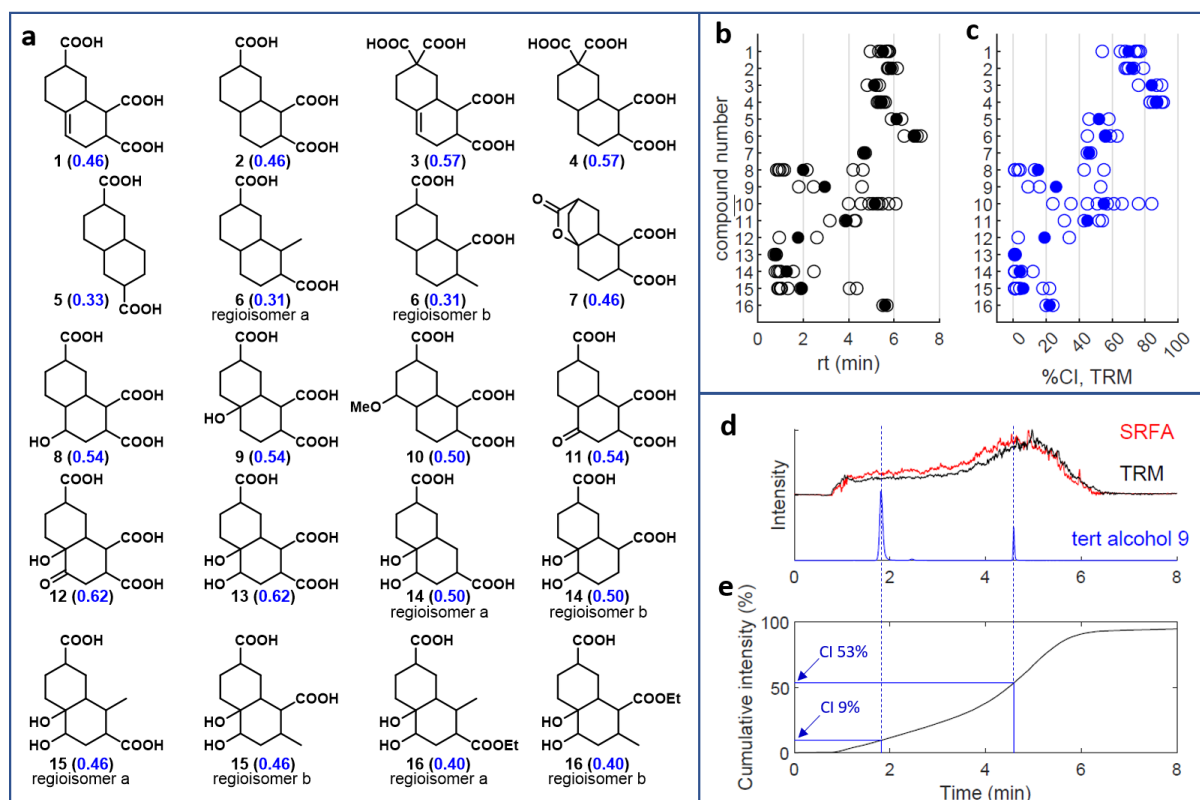 a
COOH
COOH
COOH
1 (0.46)
COOH
COOH
COOH
2 (0.46)
HOOC COOH
COOH
COOH
3 (0.57)
HOOC COOH
COOH
COOH
4 (0.57)
COOH
COOH
5 (0.33)
COOH
COOH
6 (0.31)
regioisomer a
COOH
COOH
6 (0.31)
regioisomer b
O
O
COOH
COOH
7 (0.46)
COOH
COOH
HO COOH
8 (0.54)
COOH
COOH
HO
COOH
9 (0.54)
COOH
COOH
MeO
COOH
10 (0.50)
COOH
COOH
O COOH
11 (0.54)
COOH
COOH
HO
O COOH
12 (0.62)
COOH
COOH
HO
HO COOH
13 (0.62)
COOH
HO
HO COOH
14 (0.50)
regioisomer a
COOH
COOH
HO
HO
14 (0.50)
regioisomer b
COOH
HO
HO COOH
15 (0.46)
regioisomer a
COOH
COOH
HO
HO
15 (0.46)
regioisomer b
COOH
HO
HO COOEt
16 (0.40)
regioisomer a
COOH
COOEt
HO
HO
16 (0.40)
regioisomer b
b
compound number
1
2
3
4
5
6
7
8
9
10
11
12
13
14
15
16
0 2 4 6 8
rt (min)
c
1
2
3
4
5
6
7
8
9
10
11
12
13
14
15
16
0 20 40 60 80 100
%CI, TRM
d
Intensity
SRFA
TRM
tert alcohol 9
0 2 4 6 8
e
Cumulative intensity (%)
100
50
0
CI 53%
CI 9%
0 2 4 6 8
Time (min)